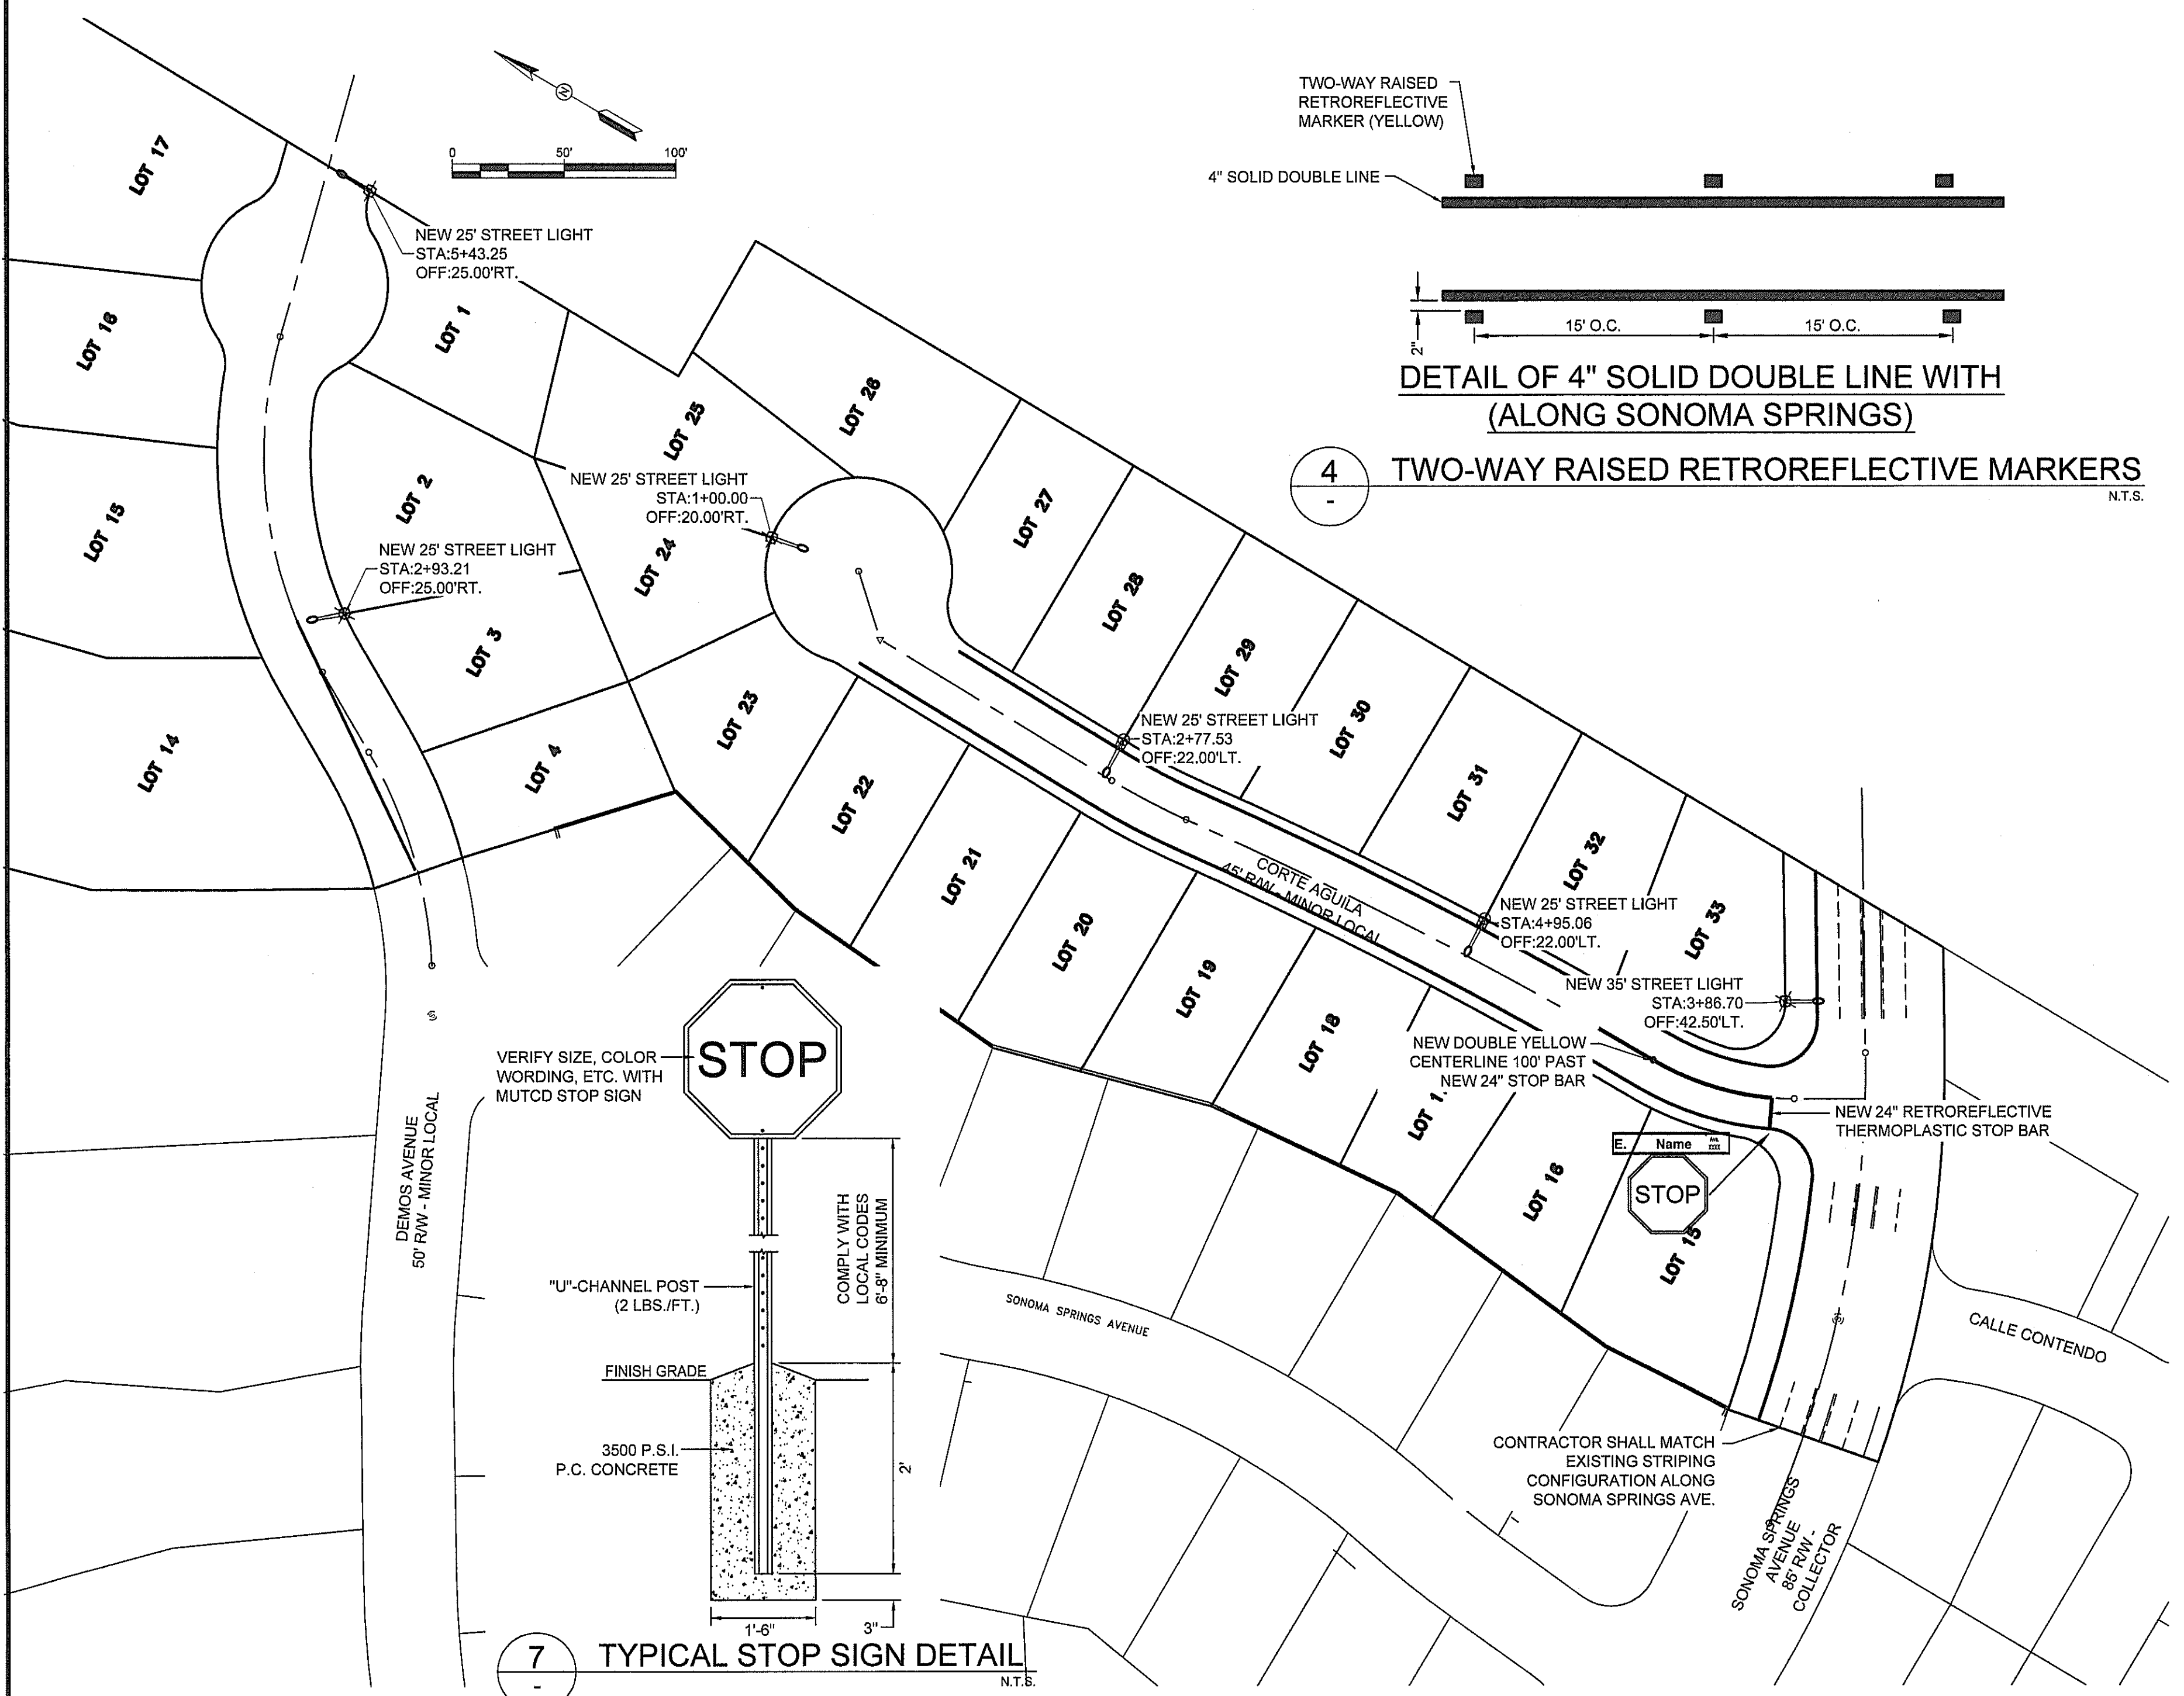 N
0 50' 100'
TWO-WAY RAISED
RETROREFLECTIVE
MARKER (YELLOW)
4" SOLID DOUBLE LINE
2"
15' O.C.
15' O.C.
DETAIL OF 4" SOLID DOUBLE LINE WITH
(ALONG SONOMA SPRINGS)
4
-
TWO-WAY RAISED RETROREFLECTIVE MARKERS
N.T.S.
LOT 17
NEW 25' STREET LIGHT
STA:5+43.25
OFF:25.00'RT.
LOT 16
LOT 1
LOT 15
LOT 2
LOT 25
LOT 26
NEW 25' STREET LIGHT
STA:1+00.00
OFF:20.00'RT.
LOT 24
LOT 27
NEW 25' STREET LIGHT
STA:2+93.21
OFF:25.00'RT.
LOT 3
LOT 28
LOT 29
LOT 14
LOT 4
LOT 23
LOT 22
NEW 25' STREET LIGHT
STA:2+77.53
OFF:22.00'LT.
LOT 30
LOT 31
LOT 32
LOT 33
LOT 21
LOT 20
LOT 19
LOT 18
CORTE AGUILA
45' R/W - MINOR LOCAL
NEW 25' STREET LIGHT
STA:4+95.06
OFF:22.00'LT.
NEW 35' STREET LIGHT
STA:3+86.70
OFF:42.50'LT.
NEW DOUBLE YELLOW
CENTERLINE 100' PAST
NEW 24" STOP BAR
LOT 1
NEW 24" RETROREFLECTIVE
THERMOPLASTIC STOP BAR
E. Name Ave. XXXX
STOP
LOT 16
LOT 15
CALLE CONTENDO
SONOMA SPRINGS AVENUE
CONTRACTOR SHALL MATCH
EXISTING STRIPING
CONFIGURATION ALONG
SONOMA SPRINGS AVE.
SONOMA SPRINGS
AVENUE
85' R/W -
COLLECTOR
DEMOS AVENUE
50' R/W - MINOR LOCAL
STOP
VERIFY SIZE, COLOR
WORDING, ETC. WITH
MUTCD STOP SIGN
COMPLY WITH
LOCAL CODES
6'-8" MINIMUM
"U"-CHANNEL POST
(2 LBS./FT.)
FINISH GRADE
3500 P.S.I.
P.C. CONCRETE
2'
1'-6"
3"
7
-
TYPICAL STOP SIGN DETAIL
N.T.S.